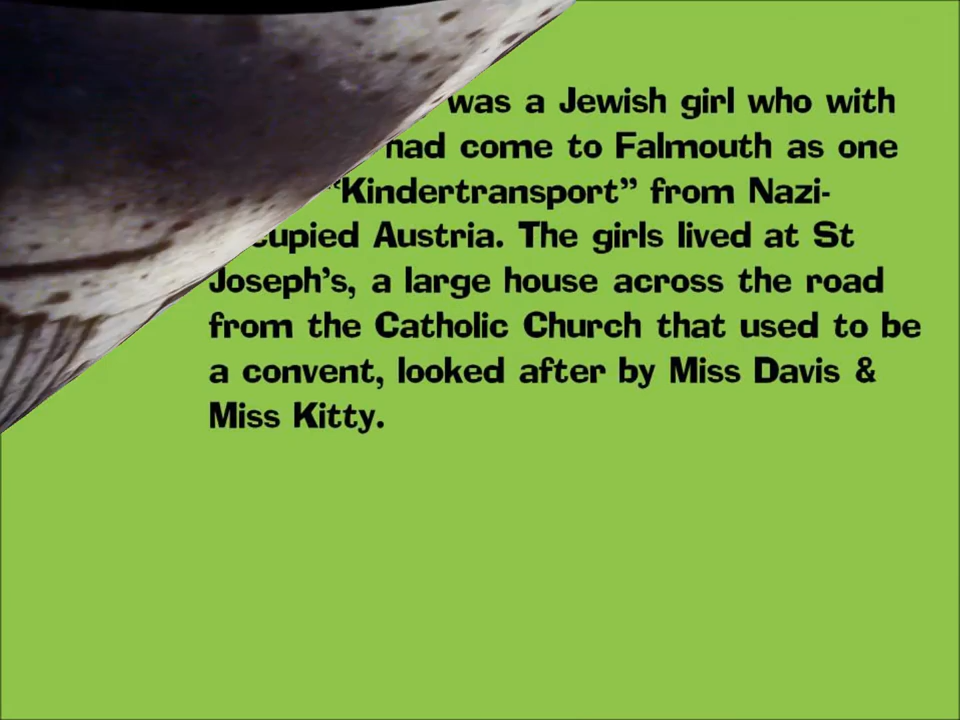 was a Jewish girl who with
had come to Falmouth as one
“Kindertransport” from Nazi-
Austria. The girls lived at St
Joseph’s, a large house across the road
from the Catholic Church that used to be
a convent, looked after by Miss Davis &
Miss Kitty.